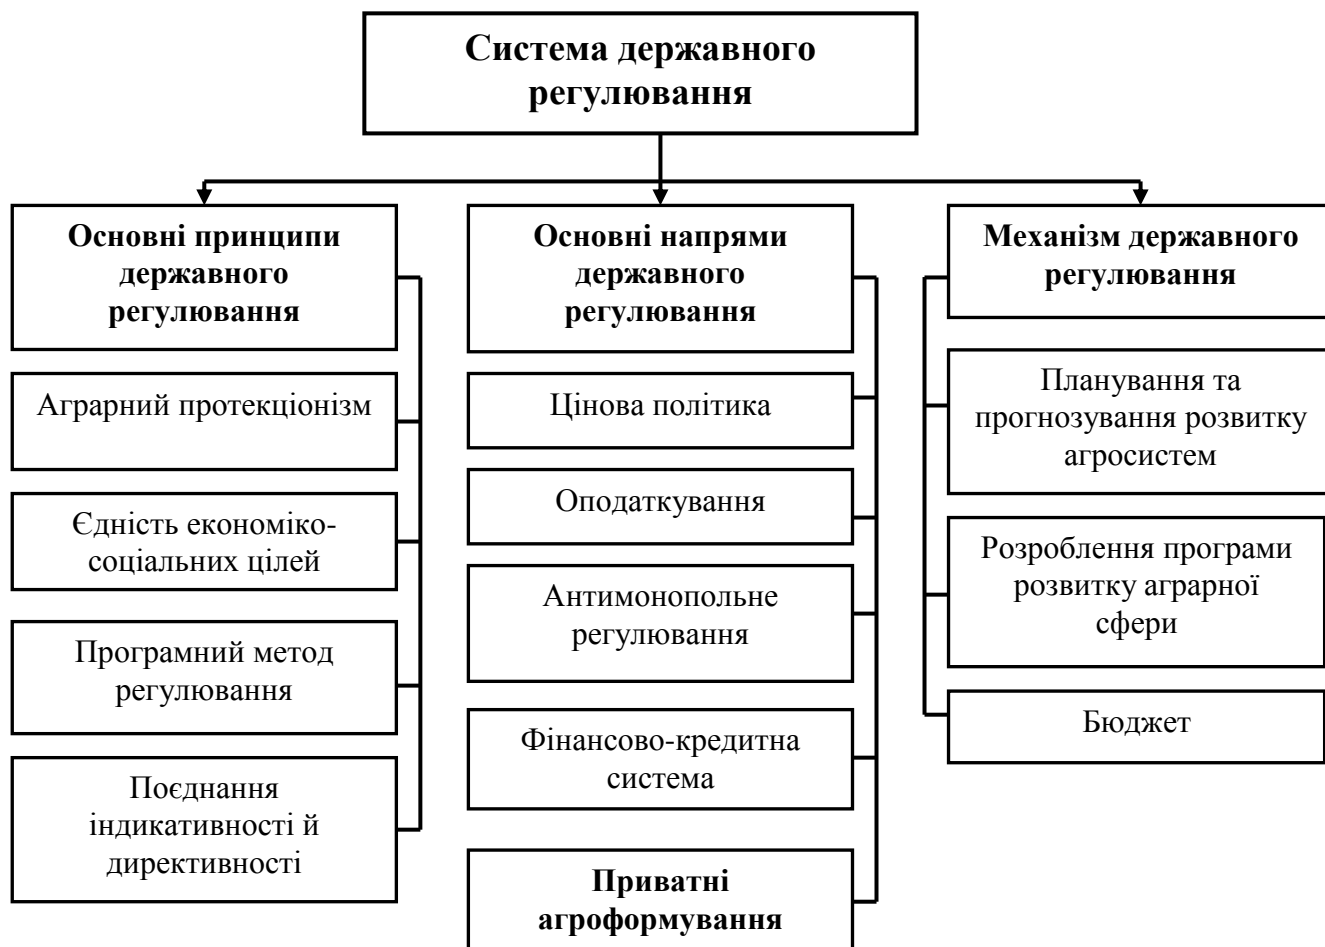 Система державного
регулювання
Основні принципи
державного
регулювання
Аграрний протекціонізм
Єдність економіко-
соціальних цілей
Програмний метод
регулювання
Поєднання
індикативності й
директивності
Основні напрями
державного
регулювання
Цінова політика
Оподаткування
Антимонопольне
регулювання
Фінансово-кредитна
система
Приватні
агроформування
Механізм державного
регулювання
Планування та
прогнозування розвитку
агросистем
Розроблення програми
розвитку аграрної
сфери
Бюджет